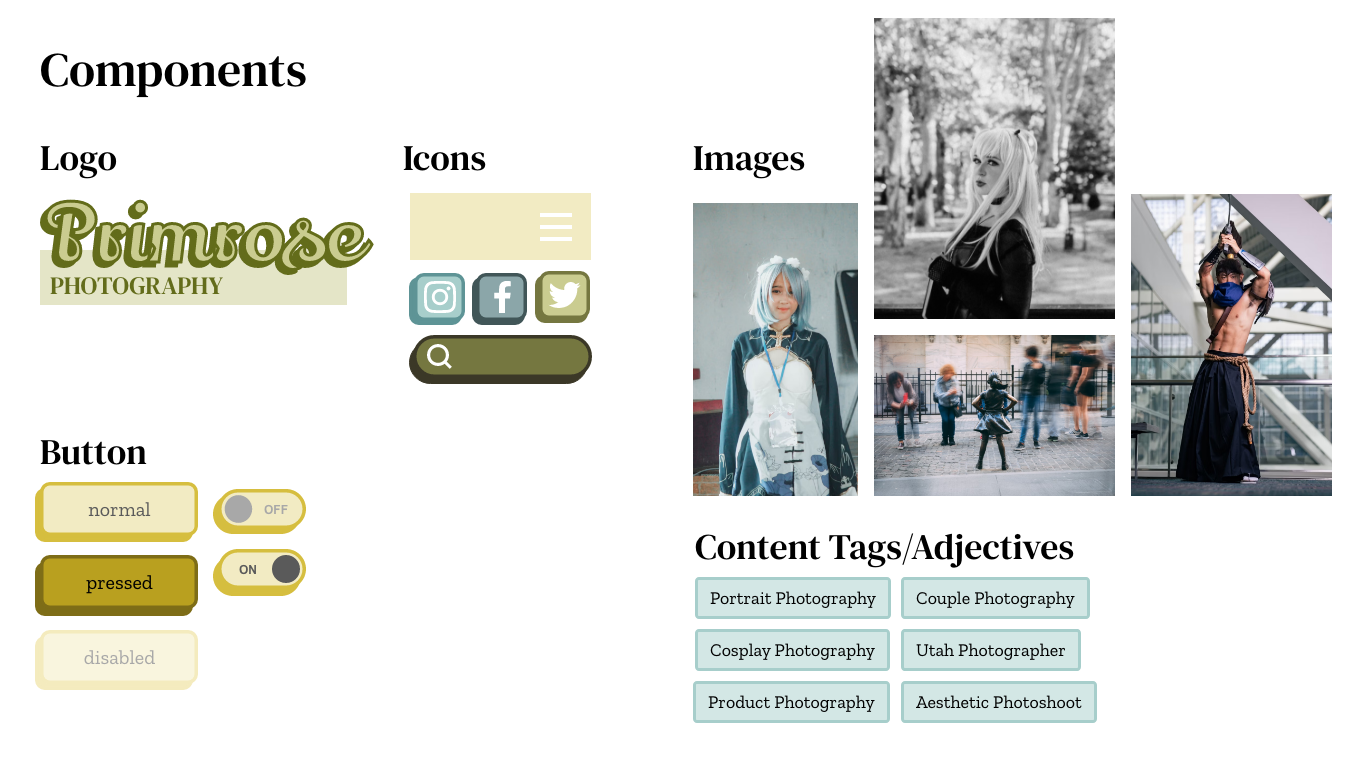 Components
Logo
Icons
Images
Primrose
PHOTOGRAPHY
Button
normal
OFF
pressed
ON
disabled
Content Tags/Adjectives
Portrait Photography
Couple Photography
Cosplay Photography
Utah Photographer
Product Photography
Aesthetic Photoshoot